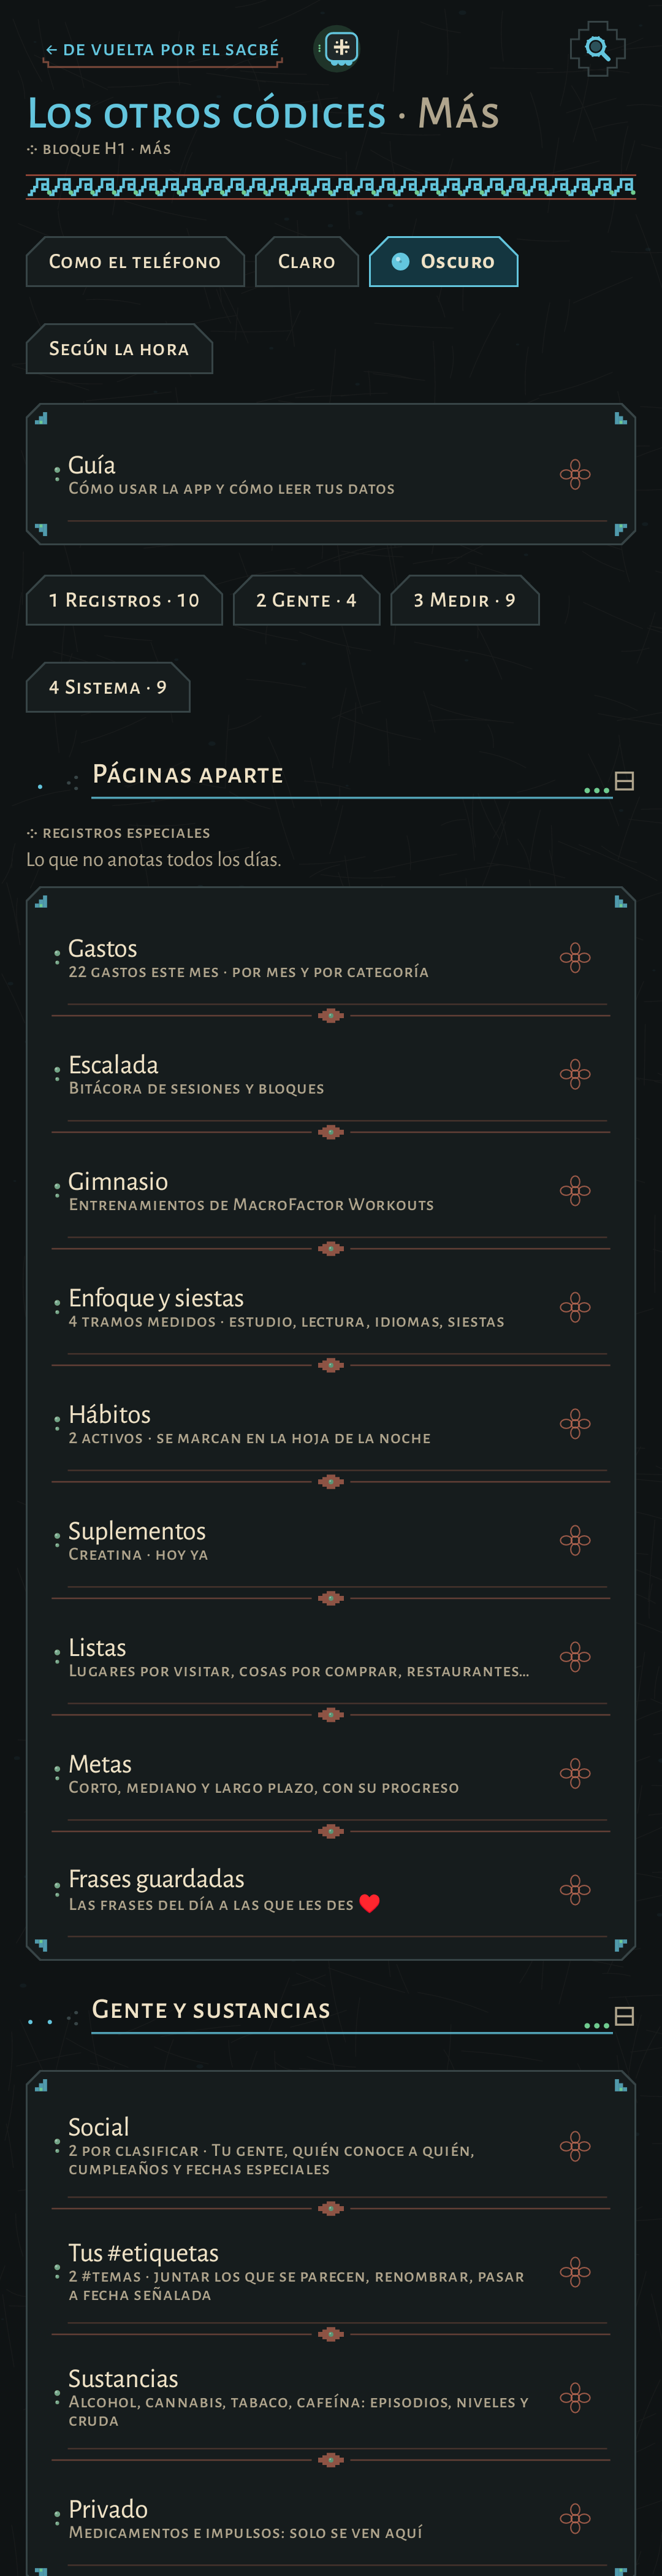 ← DE VUELTA POR EL SACBÉ
Los otros códices · Más
BLOQUE H1 · MÁS
Como el teléfono
Claro
Oscuro
Según la hora
Guía
Cómo usar la app y cómo leer tus datos
1 Registros · 10
2 Gente · 4
3 Medir · 9
4 Sistema · 9
Páginas aparte
REGISTROS ESPECIALES
Lo que no anotas todos los días.
Gastos
22 gastos este mes · por mes y por categoría
Escalada
Bitácora de sesiones y bloques
Gimnasio
Entrenamientos de MacroFactor Workouts
Enfoque y siestas
4 tramos medidos · estudio, lectura, idiomas, siestas
Hábitos
2 activos · se marcan en la hoja de la noche
Suplementos
Creatina · hoy ya
Listas
Lugares por visitar, cosas por comprar, restaurantes…
Metas
Corto, mediano y largo plazo, con su progreso
Frases guardadas
Las frases del día a las que les des ❤️
Gente y sustancias
Social
2 por clasificar · Tu gente, quién conoce a quién,
cumpleaños y fechas especiales
Tus #etiquetas
2 #temas · juntar los que se parecen, renombrar, pasar
a fecha señalada
Sustancias
Alcohol, cannabis, tabaco, cafeína: episodios, niveles y
cruda
Privado
Medicamentos e impulsos: solo se ven aquí